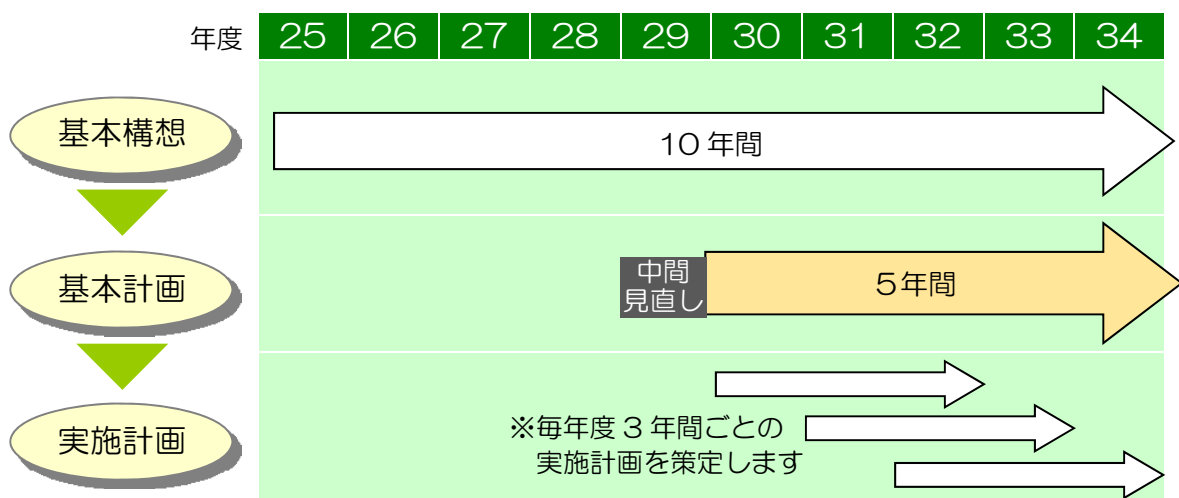 年度 25 26 27 28 29 30 31 32 33 34
基本構想
10 年間
基本計画
中間
見直し
5年間
実施計画
※毎年度 3 年間ごとの
実施計画を策定します